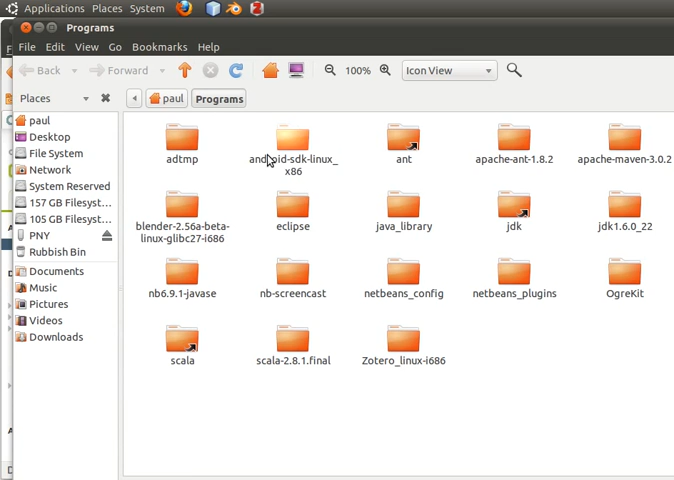 Applications Places System
Programs
File Edit View Go Bookmarks Help
Back Forward 100% Icon View
Places paul Programs
paul
Desktop
File System
Network
System Reserved
157 GB Filesyst...
105 GB Filesyst...
PNY
Rubbish Bin
Documents
Music
Pictures
Videos
Downloads
adtmp android-sdk-linux_ ant apache-ant-1.8.2 apache-maven-3.0.2
x86
blender-2.56a-beta- eclipse java_library jdk jdk1.6.0_22
linux-glibc27-i686
nb6.9.1-javase nb-screencast netbeans_config netbeans_plugins OgreKit
scala scala-2.8.1.final Zotero_linux-i686